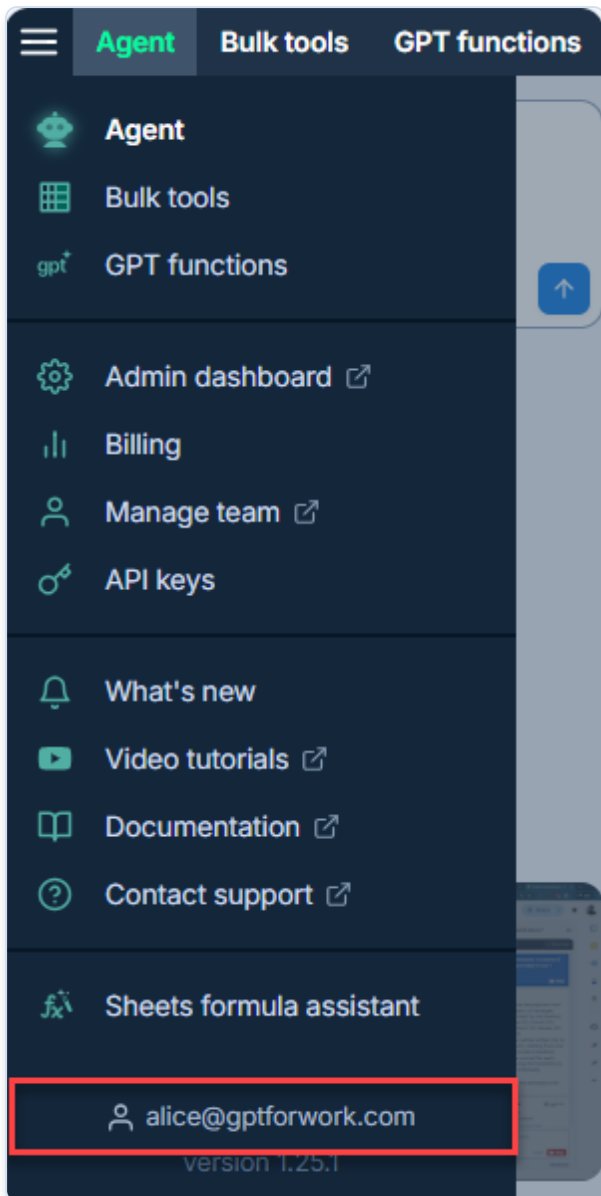 Agent Bulk tools GPT functions
Agent
Bulk tools
gpt GPT functions
Admin dashboard
Billing
Manage team
API keys
What's new
Video tutorials
Documentation
Contact support
fx Sheets formula assistant
alice@gptforwork.com
version 1.25.1